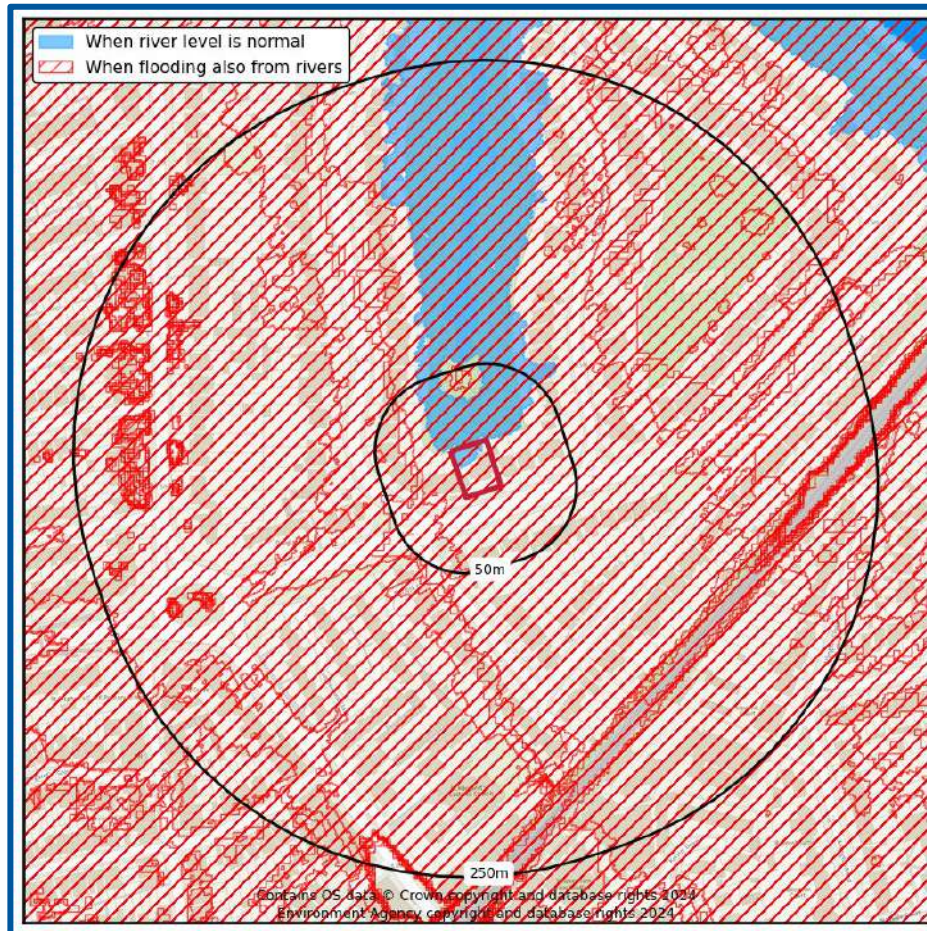 When river level is normal
When flooding also from rivers
50m
250m
Contains OS data © Crown copyright and database rights 2024
Environment Agency copyright and database rights 2024